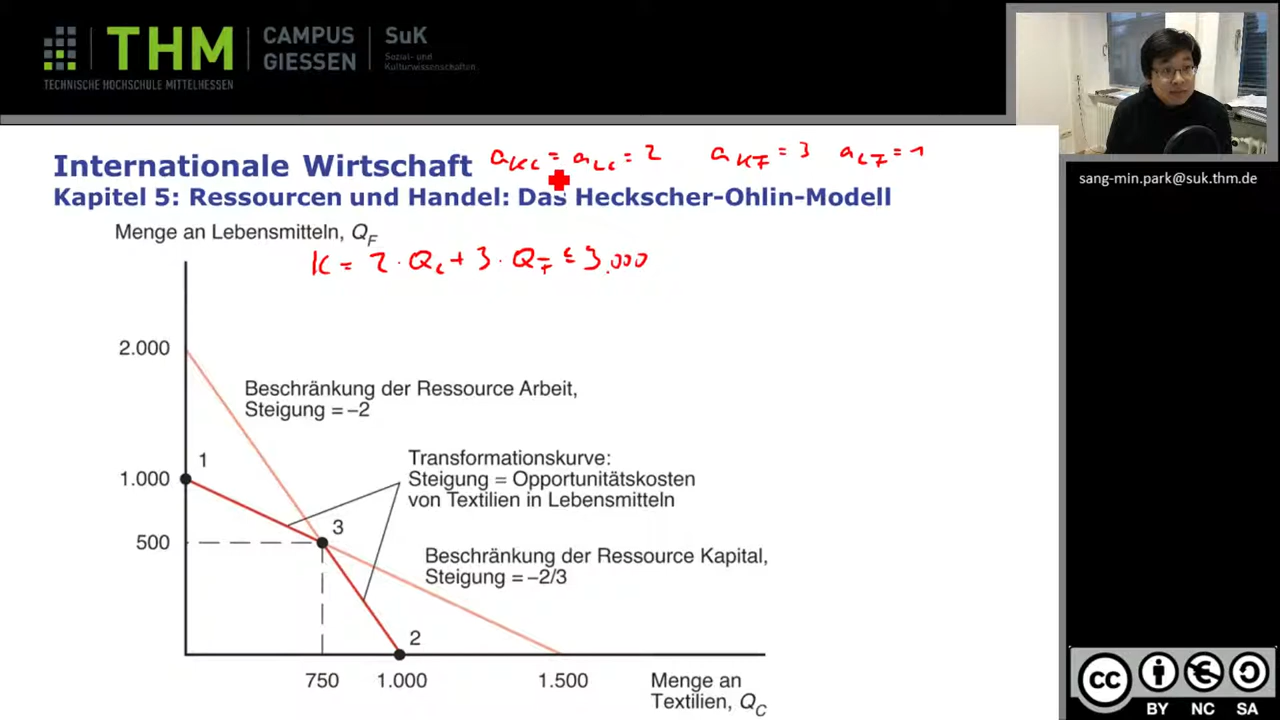 THM
TECHNISCHE HOCHSCHULE MITTELHESSEN
CAMPUS
GIESSEN
SuK
Sozial- und
Kulturwissenschaften
sang-min.park@suk.thm.de
Internationale Wirtschaft
a_KC = a_LC = 2 a_KF = 3 a_LF = 1
Kapitel 5: Ressourcen und Handel: Das Heckscher-Ohlin-Modell
Menge an Lebensmitteln, Q_F
K = 2 · Q_C + 3 · Q_F ≤ 3.000
2.000
Beschränkung der Ressource Arbeit,
Steigung = –2
1
1.000
Transformationskurve:
Steigung = Opportunitätskosten
von Textilien in Lebensmitteln
3
500
Beschränkung der Ressource Kapital,
Steigung = –2/3
2
750
1.000
1.500
Menge an
Textilien, Q_C
cc
BY NC SA